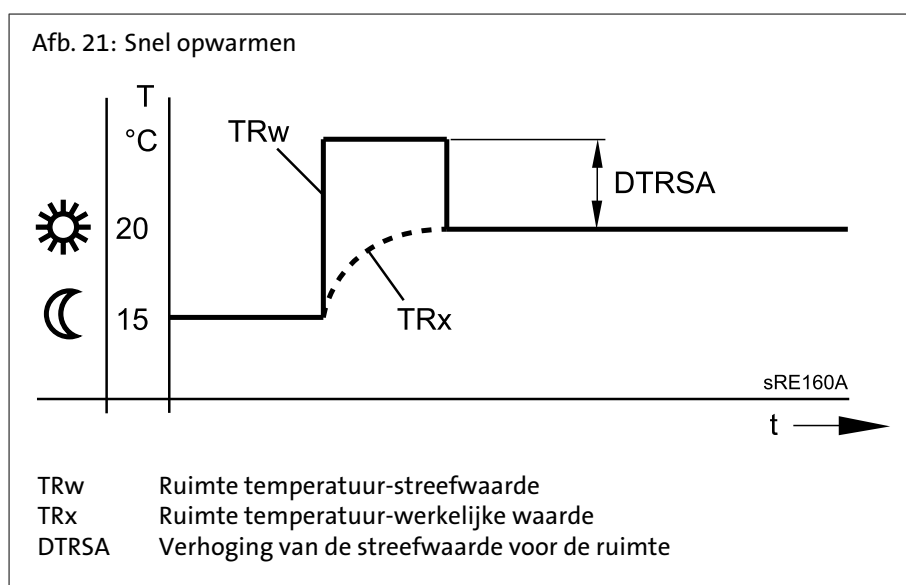 Afb. 21: Snel opwarmen
T
°C
TRw
DTRSA
20
TRx
15
sRE160A
t
TRw Ruimte temperatuur-streefwaarde
TRx Ruimte temperatuur-werkelijke waarde
DTRSA Verhoging van de streefwaarde voor de ruimte